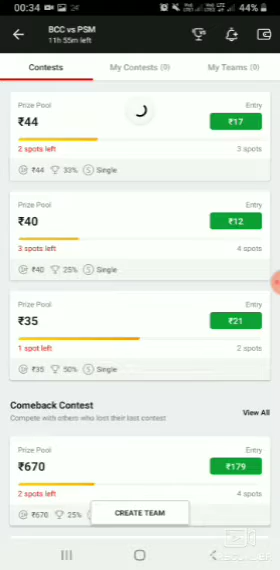 00:34
44%
BCC vs PSM
11h 55m left
Contests
My Contests (0)
My Teams (0)
Prize Pool
Entry
₹44
₹17
2 spots left
3 spots
₹44 33% S Single
Prize Pool
Entry
₹40
₹12
3 spots left
4 spots
₹40 25% S Single
Prize Pool
Entry
₹35
₹21
1 spot left
2 spots
₹35 50% S Single
Comeback Contest
Compete with others who lost their last contest
View All
Prize Pool
Entry
₹670
₹179
2 spots left
4 spots
₹670 25%
CREATE TEAM